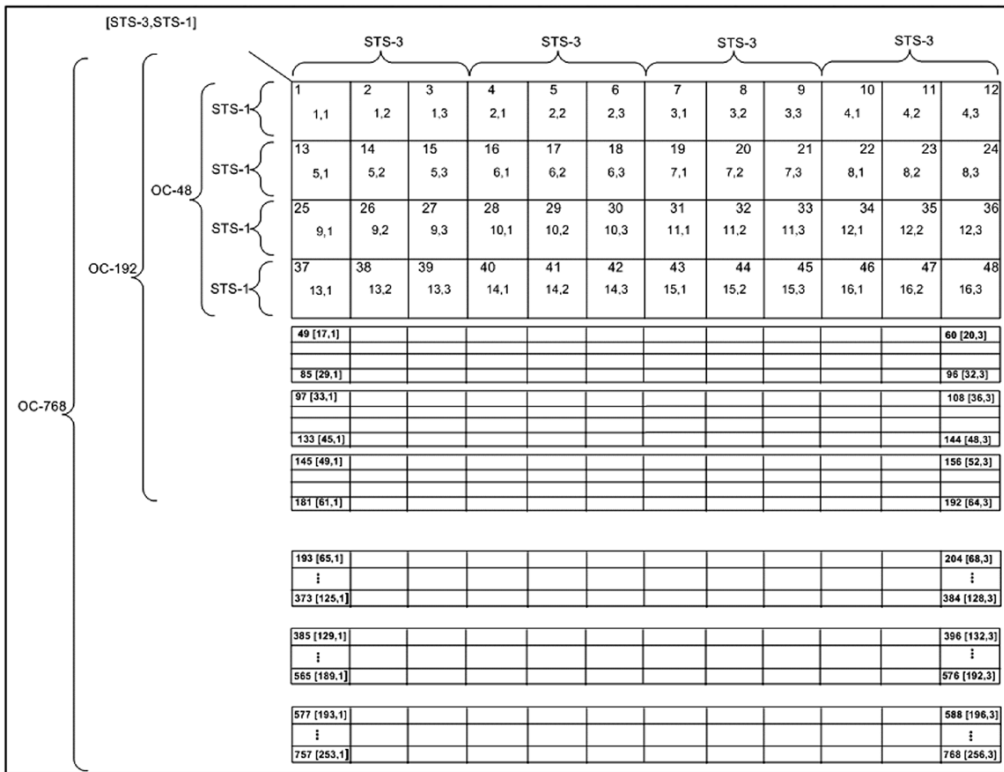 [STS-3,STS-1]
STS-3 STS-3 STS-3 STS-3
1 2 3 4 5 6 7 8 9 10 11 12
STS-1 1,1 1,2 1,3 2,1 2,2 2,3 3,1 3,2 3,3 4,1 4,2 4,3
13 14 15 16 17 18 19 20 21 22 23 24
STS-1 5,1 5,2 5,3 6,1 6,2 6,3 7,1 7,2 7,3 8,1 8,2 8,3
OC-48
25 26 27 28 29 30 31 32 33 34 35 36
STS-1 9,1 9,2 9,3 10,1 10,2 10,3 11,1 11,2 11,3 12,1 12,2 12,3
OC-192
37 38 39 40 41 42 43 44 45 46 47 48
STS-1 13,1 13,2 13,3 14,1 14,2 14,3 15,1 15,2 15,3 16,1 16,2 16,3
49 [17,1] 60 [20,3]
85 [29,1] 96 [32,3]
97 [33,1] 108 [36,3]
OC-768
133 [45,1] 144 [48,3]
145 [49,1] 156 [52,3]
181 [61,1] 192 [64,3]
193 [65,1] 204 [68,3]
⋮ ⋮
373 [125,1] 384 [128,3]
385 [129,1] 396 [132,3]
⋮ ⋮
565 [189,1] 576 [192,3]
577 [193,1] 588 [196,3]
⋮ ⋮
757 [253,1] 768 [256,3]